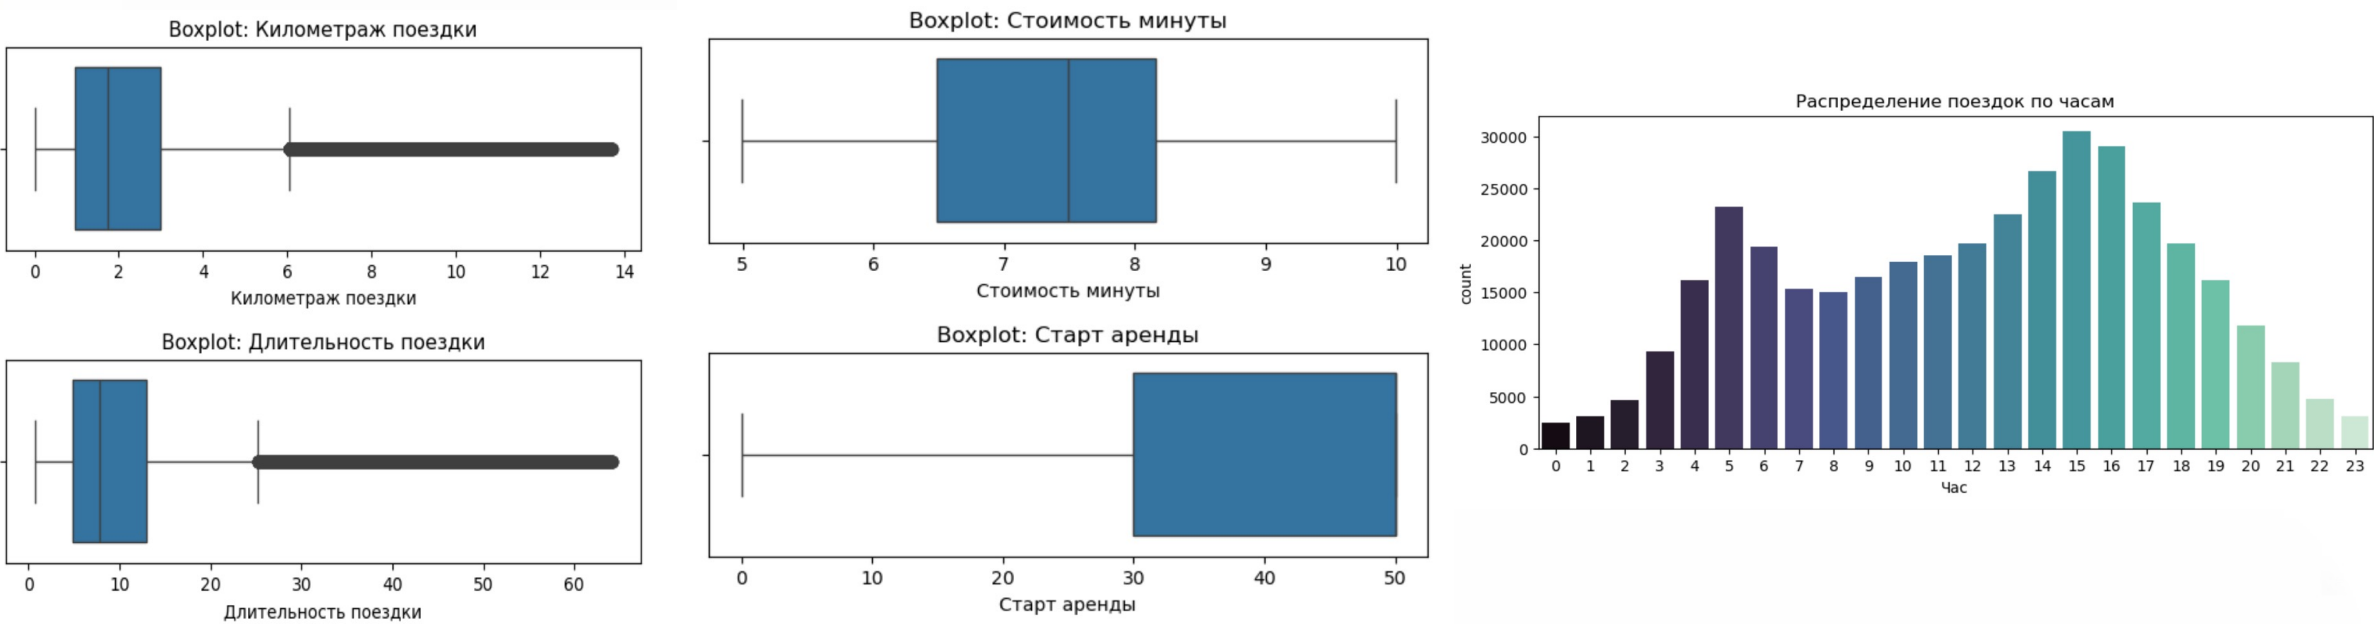 Boxplot: Километраж поездки
0 2 4 6 8 10 12 14
Километраж поездки
Boxplot: Длительность поездки
0 10 20 30 40 50 60
Длительность поездки
Boxplot: Стоимость минуты
5 6 7 8 9 10
Стоимость минуты
Boxplot: Старт аренды
0 10 20 30 40 50
Старт аренды
Распределение поездок по часам
30000
25000
20000
15000
10000
5000
0
count
0 1 2 3 4 5 6 7 8 9 10 11 12 13 14 15 16 17 18 19 20 21 22 23
Час